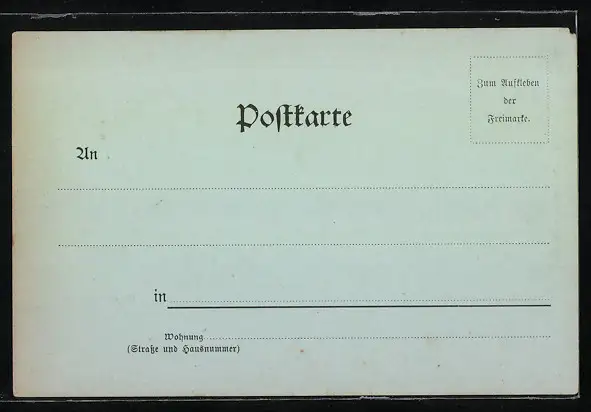 Zum Aufkleben
der
Freimarke.
Postkarte
An
in
Wohnung
(Straße und Hausnummer)